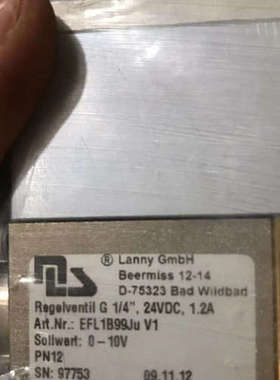 DLS ® Lanny GmbH
Beermiss 12-14
D-75323 Bad Wildbad
Regelventil G 1/4", 24VDC, 1.2A
Art.Nr.: EFL1B99Ju V1
Sollwert: 0-10V
PN12
SN: 97753 09.11.12